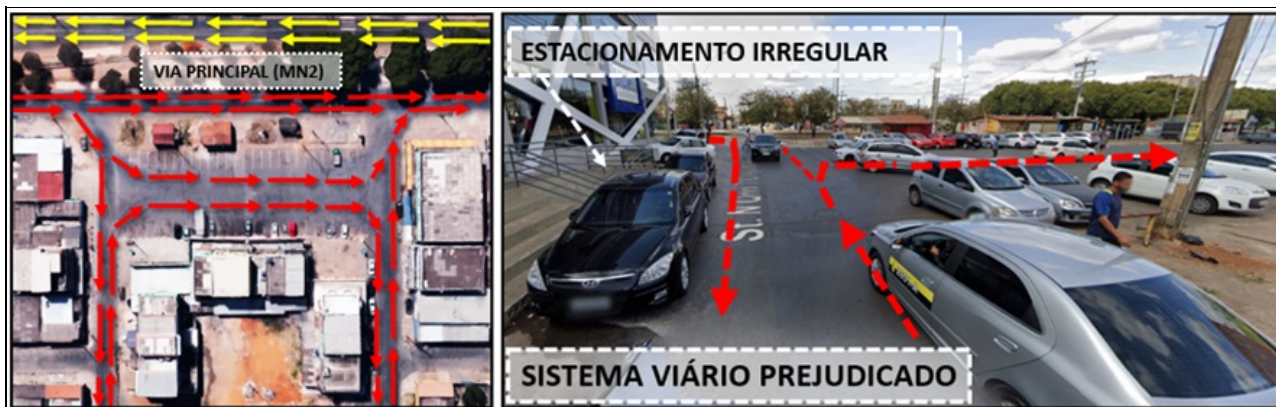 VIA PRINCIPAL (MN2)
ESTACIONAMENTO IRREGULAR
SISTEMA VIÁRIO PREJUDICADO